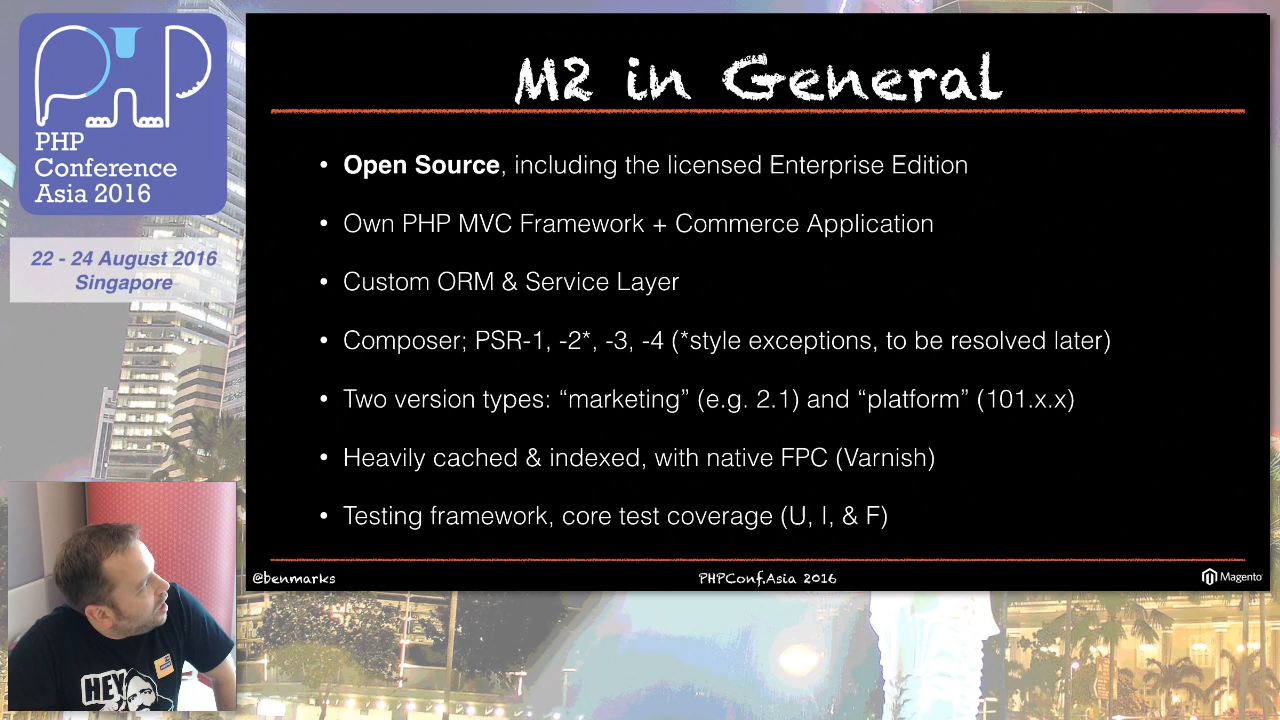 PHP
Conference
Asia 2016
22 - 24 August 2016
Singapore
M2 in General
• Open Source, including the licensed Enterprise Edition
• Own PHP MVC Framework + Commerce Application
• Custom ORM & Service Layer
• Composer; PSR-1, -2*, -3, -4 (*style exceptions, to be resolved later)
• Two version types: “marketing” (e.g. 2.1) and “platform” (101.x.x)
• Heavily cached & indexed, with native FPC (Varnish)
• Testing framework, core test coverage (U, I, & F)
@benmarks
PHPConf.Asia 2016
Magento
HEY